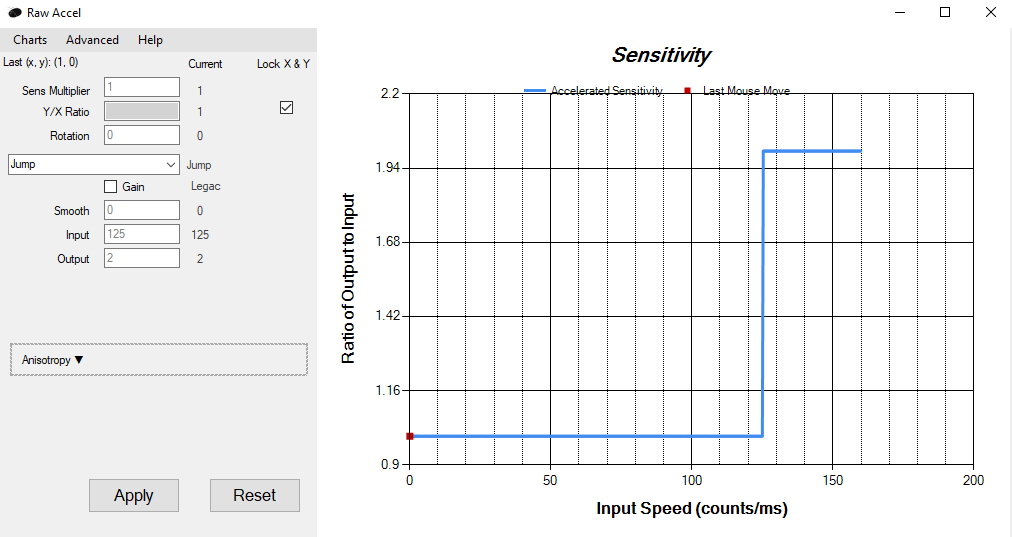 Raw Accel
Charts Advanced Help
Last (x, y): (1, 0)
Current
Lock X & Y
Sens Multiplier 1 1
Y/X Ratio 1
Rotation 0 0
Jump Jump
Gain Legac
Smooth 0 0
Input 125 125
Output 2 2
Anisotropy ▼
Apply Reset
Sensitivity
Accelerated Sensitivity Last Mouse Move
Ratio of Output to Input
2.2
1.94
1.68
1.42
1.16
0.9
0 50 100 150 200
Input Speed (counts/ms)